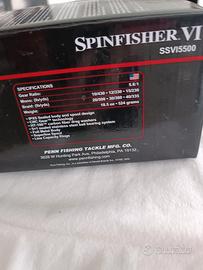 SPINFISHER VI
SSVI5500
SPECIFICATIONS
Gear Ratio: 5.6/1
Mono (lb/yds): 15/430 • 12/330 • 15/230
Braid (lb/yds): 20/500 • 30/380 • 40/335
Weight: 18.5 oz • 524 grams
• IPX5 Sealed body and spool design
• CNC Gear™ technology
• HT-100™ carbon fiber drag washers
• 5+1 sealed stainless steel ball bearing system
• Full Metal Body
PENN FISHING TACKLE MFG. CO.
3028 W Hunting Park Avenue, Philadelphia, PA 19132
www.pennfishing.com